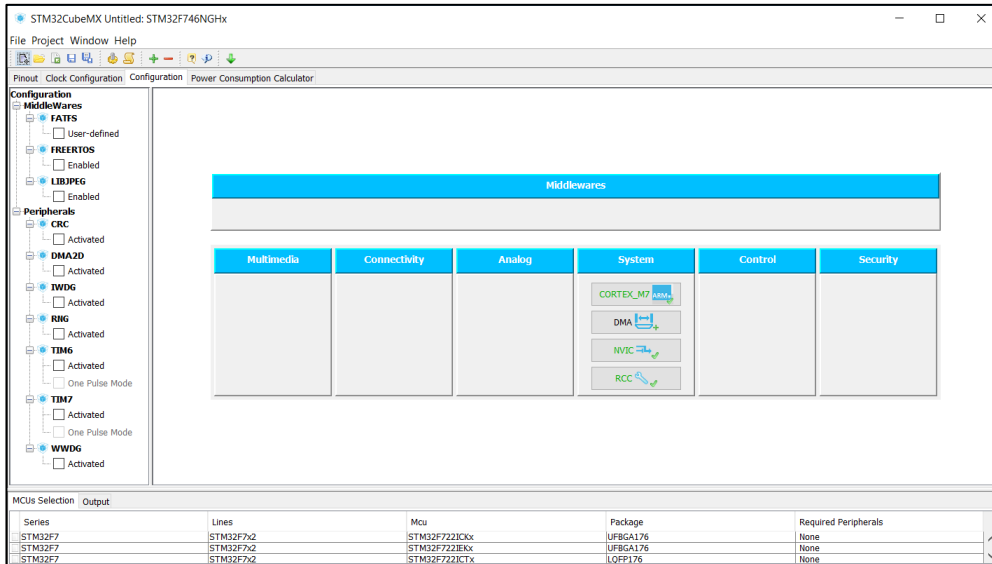 STM32CubeMX Untitled: STM32F746NGHx
File Project Window Help
Pinout Clock Configuration Configuration Power Consumption Calculator
Configuration
MiddleWares
FATFS
User-defined
FREERTOS
Enabled
LIBJPEG
Enabled
Peripherals
CRC
Activated
DMA2D
Activated
IWDG
Activated
RNG
Activated
TIM6
Activated
One Pulse Mode
TIM7
Activated
One Pulse Mode
WWDG
Activated
Middlewares
Multimedia Connectivity Analog System Control Security
CORTEX_M7 ARM
DMA
NVIC
RCC
MCUs Selection Output
Series Lines Mcu Package Required Peripherals
STM32F7 STM32F7x2 STM32F722ICKx UFBGA176 None
STM32F7 STM32F7x2 STM32F722IEKx UFBGA176 None
STM32F7 STM32F7x2 STM32F722ICTx LQFP176 None